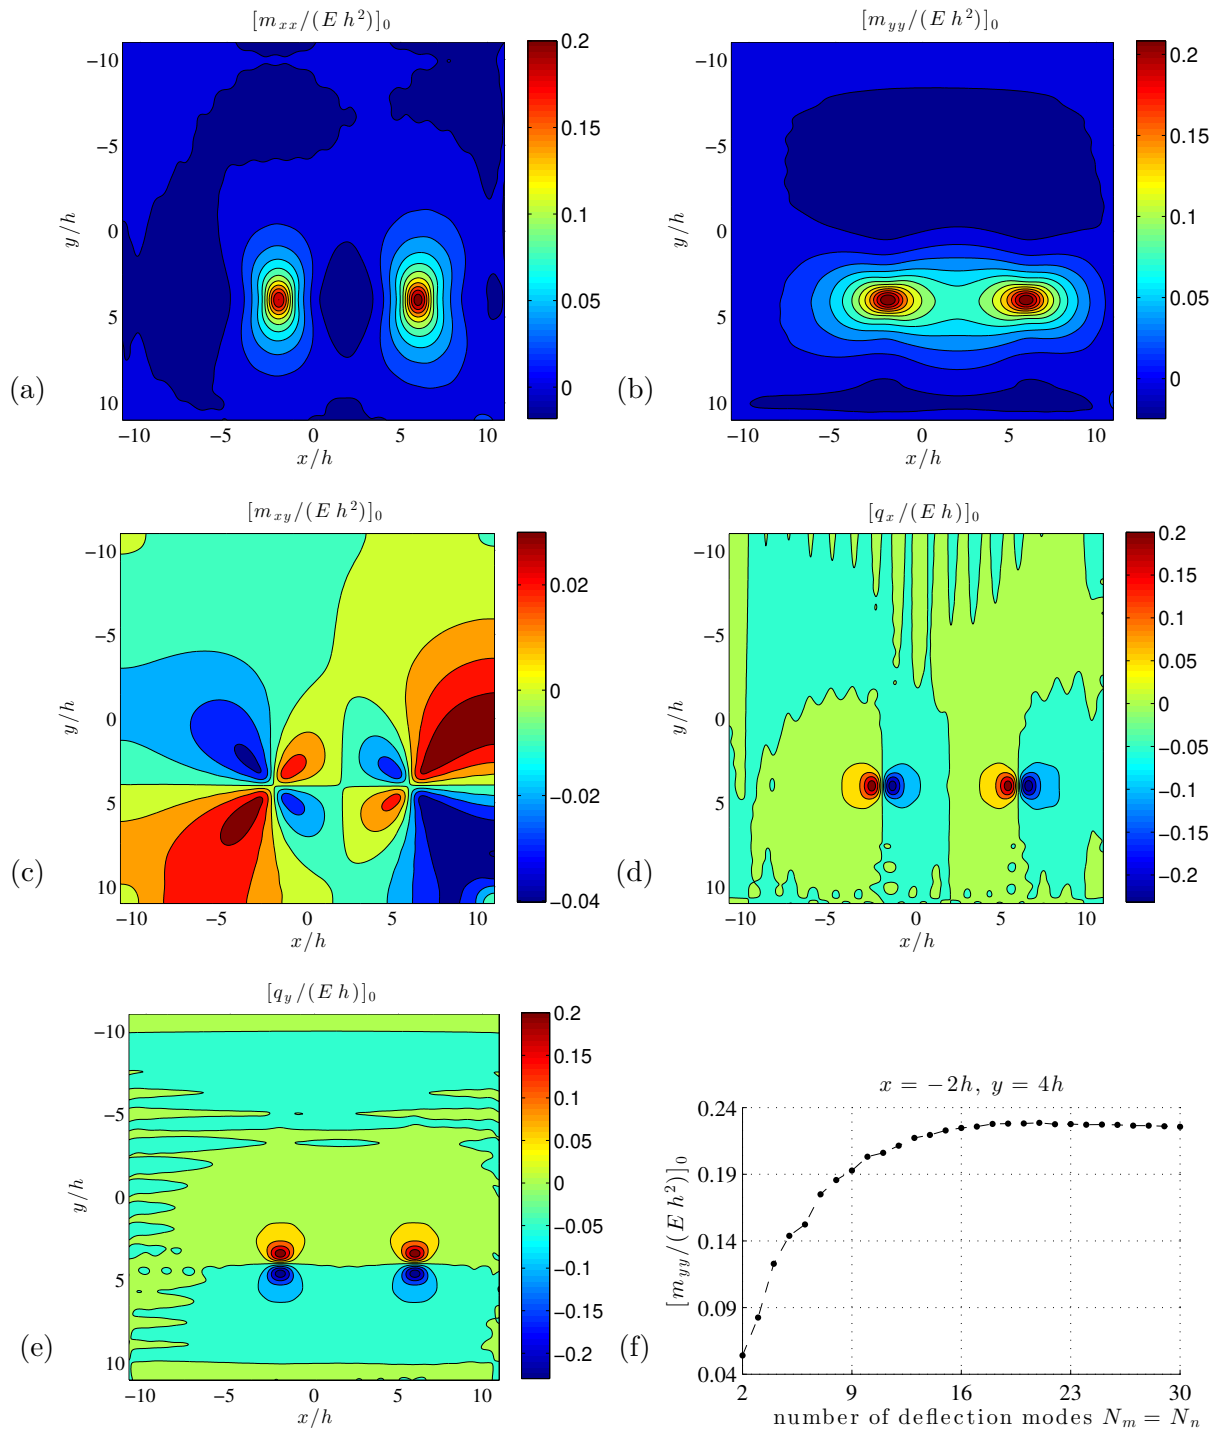 [m_xx/(E h²)]₀
−10
−5
0
5
10
y/h
−10 −5 0 5 10
x/h
0.2
0.15
0.1
0.05
0
(a)
[m_yy/(E h²)]₀
−10
−5
0
5
10
y/h
−10 −5 0 5 10
x/h
0.2
0.15
0.1
0.05
0
(b)
[m_xy/(E h²)]₀
−10
−5
0
5
10
y/h
−10 −5 0 5 10
x/h
0.02
0
−0.02
−0.04
(c)
[q_x/(E h)]₀
−10
−5
0
5
10
y/h
−10 −5 0 5 10
x/h
0.2
0.15
0.1
0.05
0
−0.05
−0.1
−0.15
−0.2
(d)
[q_y/(E h)]₀
−10
−5
0
5
10
y/h
−10 −5 0 5 10
x/h
0.2
0.15
0.1
0.05
0
−0.05
−0.1
−0.15
−0.2
(e)
x = −2h, y = 4h
0.24
0.19
0.14
0.09
0.04
[m_yy/(E h²)]₀
2 9 16 23 30
number of deflection modes N_m = N_n
(f)